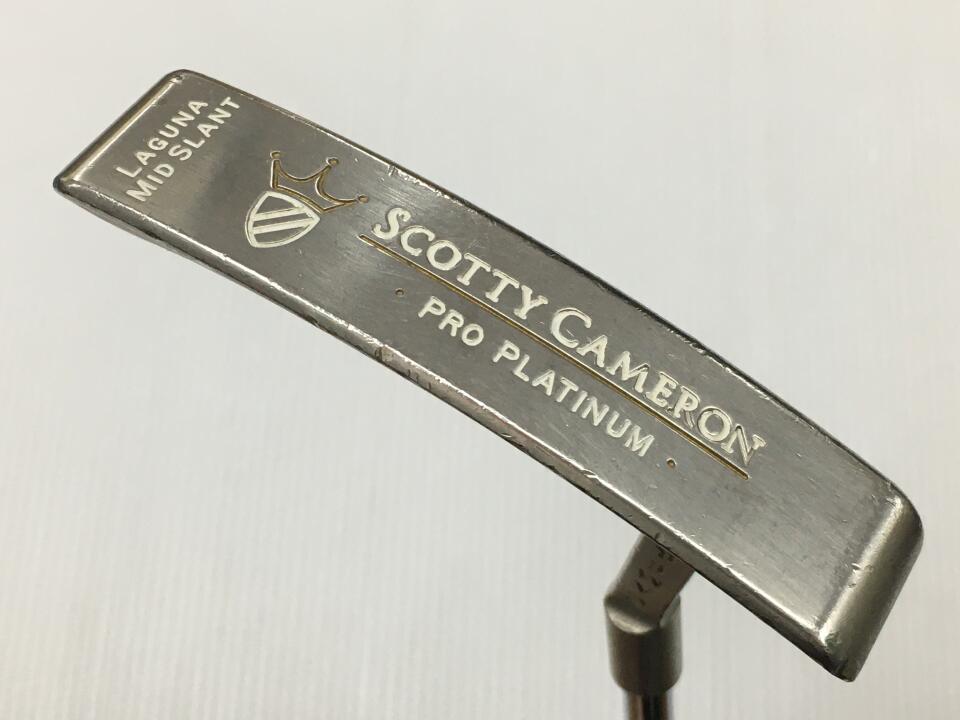 LAGUNA
MID SLANT
SCOTTY CAMERON
· PRO PLATINUM ·